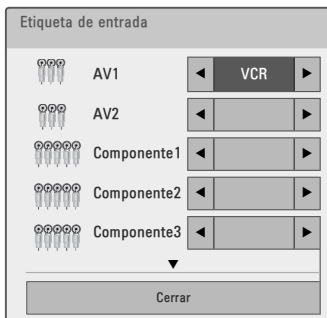 Etiqueta de entrada
AV1 ◀ VCR ▶
AV2 ◀ ▶
Componente1 ◀ ▶
Componente2 ◀ ▶
Componente3 ◀ ▶
▼
Cerrar